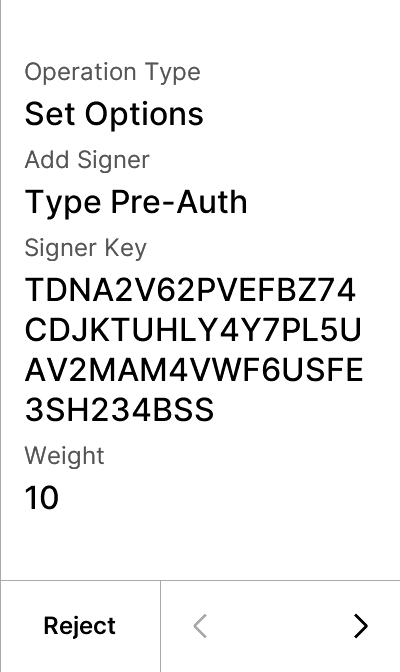 Operation Type
Set Options
Add Signer
Type Pre-Auth
Signer Key
TDNA2V62PVEFBZ74
CDJKTUHLY4Y7PL5U
AV2MAM4VWF6USFE
3SH234BSS
Weight
10
Reject